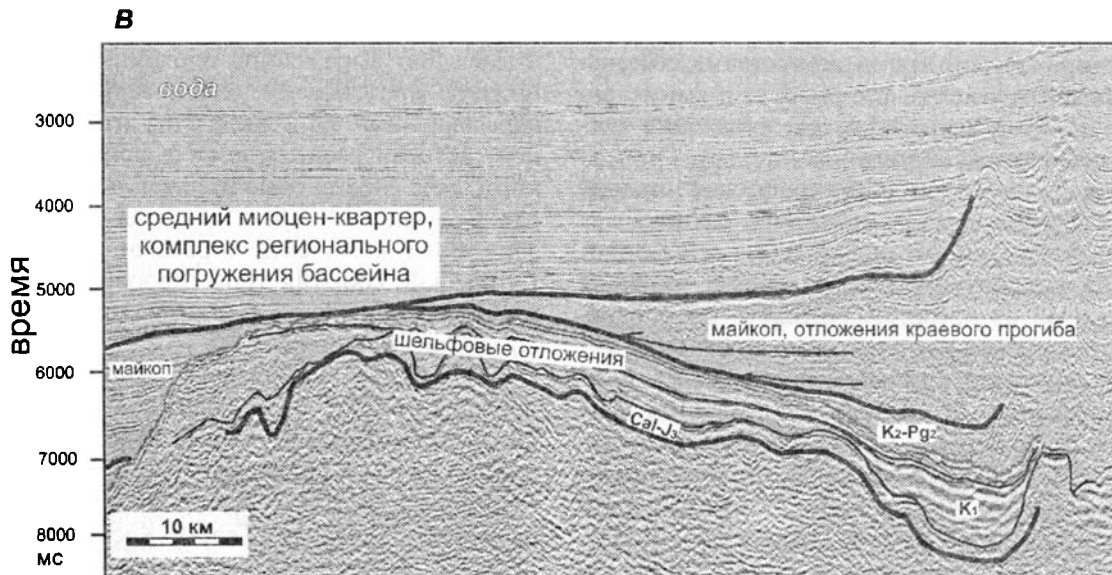 В
вода
3000
4000
средний миоцен-квартер,
комплекс регионального
погружения бассейна
время
5000
майкоп, отложения краевого прогиба
шельфовые отложения
майкоп
6000
Cal-J₃
K₂-Pg₂
7000
K₁
10 км
8000
мс